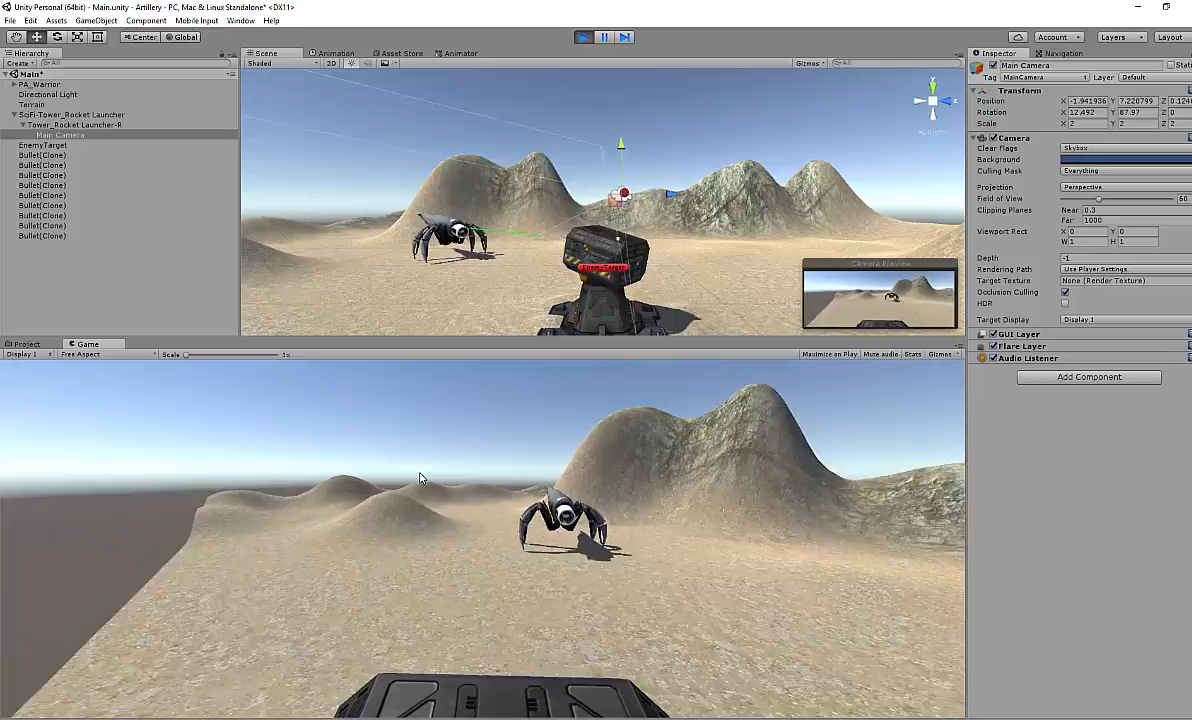 Unity Personal (64bit) - Main.unity - Artillery - PC, Mac & Linux Standalone* <DX11>
File Edit Assets GameObject Component Mobile Input Window Help
Center Global Account Layers Layout
Hierarchy
Create All
Main*
PA_Warrior
Directional Light
Terrain
SciFi-Tower_Rocket Launcher
Tower_Rocket Launcher-R
Main Camera
EnemyTarget
Bullet(Clone)
Bullet(Clone)
Bullet(Clone)
Bullet(Clone)
Bullet(Clone)
Bullet(Clone)
Bullet(Clone)
Bullet(Clone)
Bullet(Clone)
Scene Animation Asset Store Animator
Shaded 2D Gizmos All
y
z
Right
EnemyTarget
Camera Preview
Project Game
Display 1 Free Aspect Scale 1x Maximize on Play Mute audio Stats Gizmos
Inspector Navigation
Main Camera Stati
Tag MainCamera Layer Default
Transform
Position X -1.941936 Y 7.220799 Z 0.1246
Rotation X 12.492 Y 87.97 Z 0
Scale X 2 Y 2 Z 2
Camera
Clear Flags Skybox
Background
Culling Mask Everything
Projection Perspective
Field of View 60
Clipping Planes Near 0.3
Far 1000
Viewport Rect X 0 Y 0
W 1 H 1
Depth -1
Rendering Path Use Player Settings
Target Texture None (Render Texture)
Occlusion Culling
HDR
Target Display Display 1
GUI Layer
Flare Layer
Audio Listener
Add Component